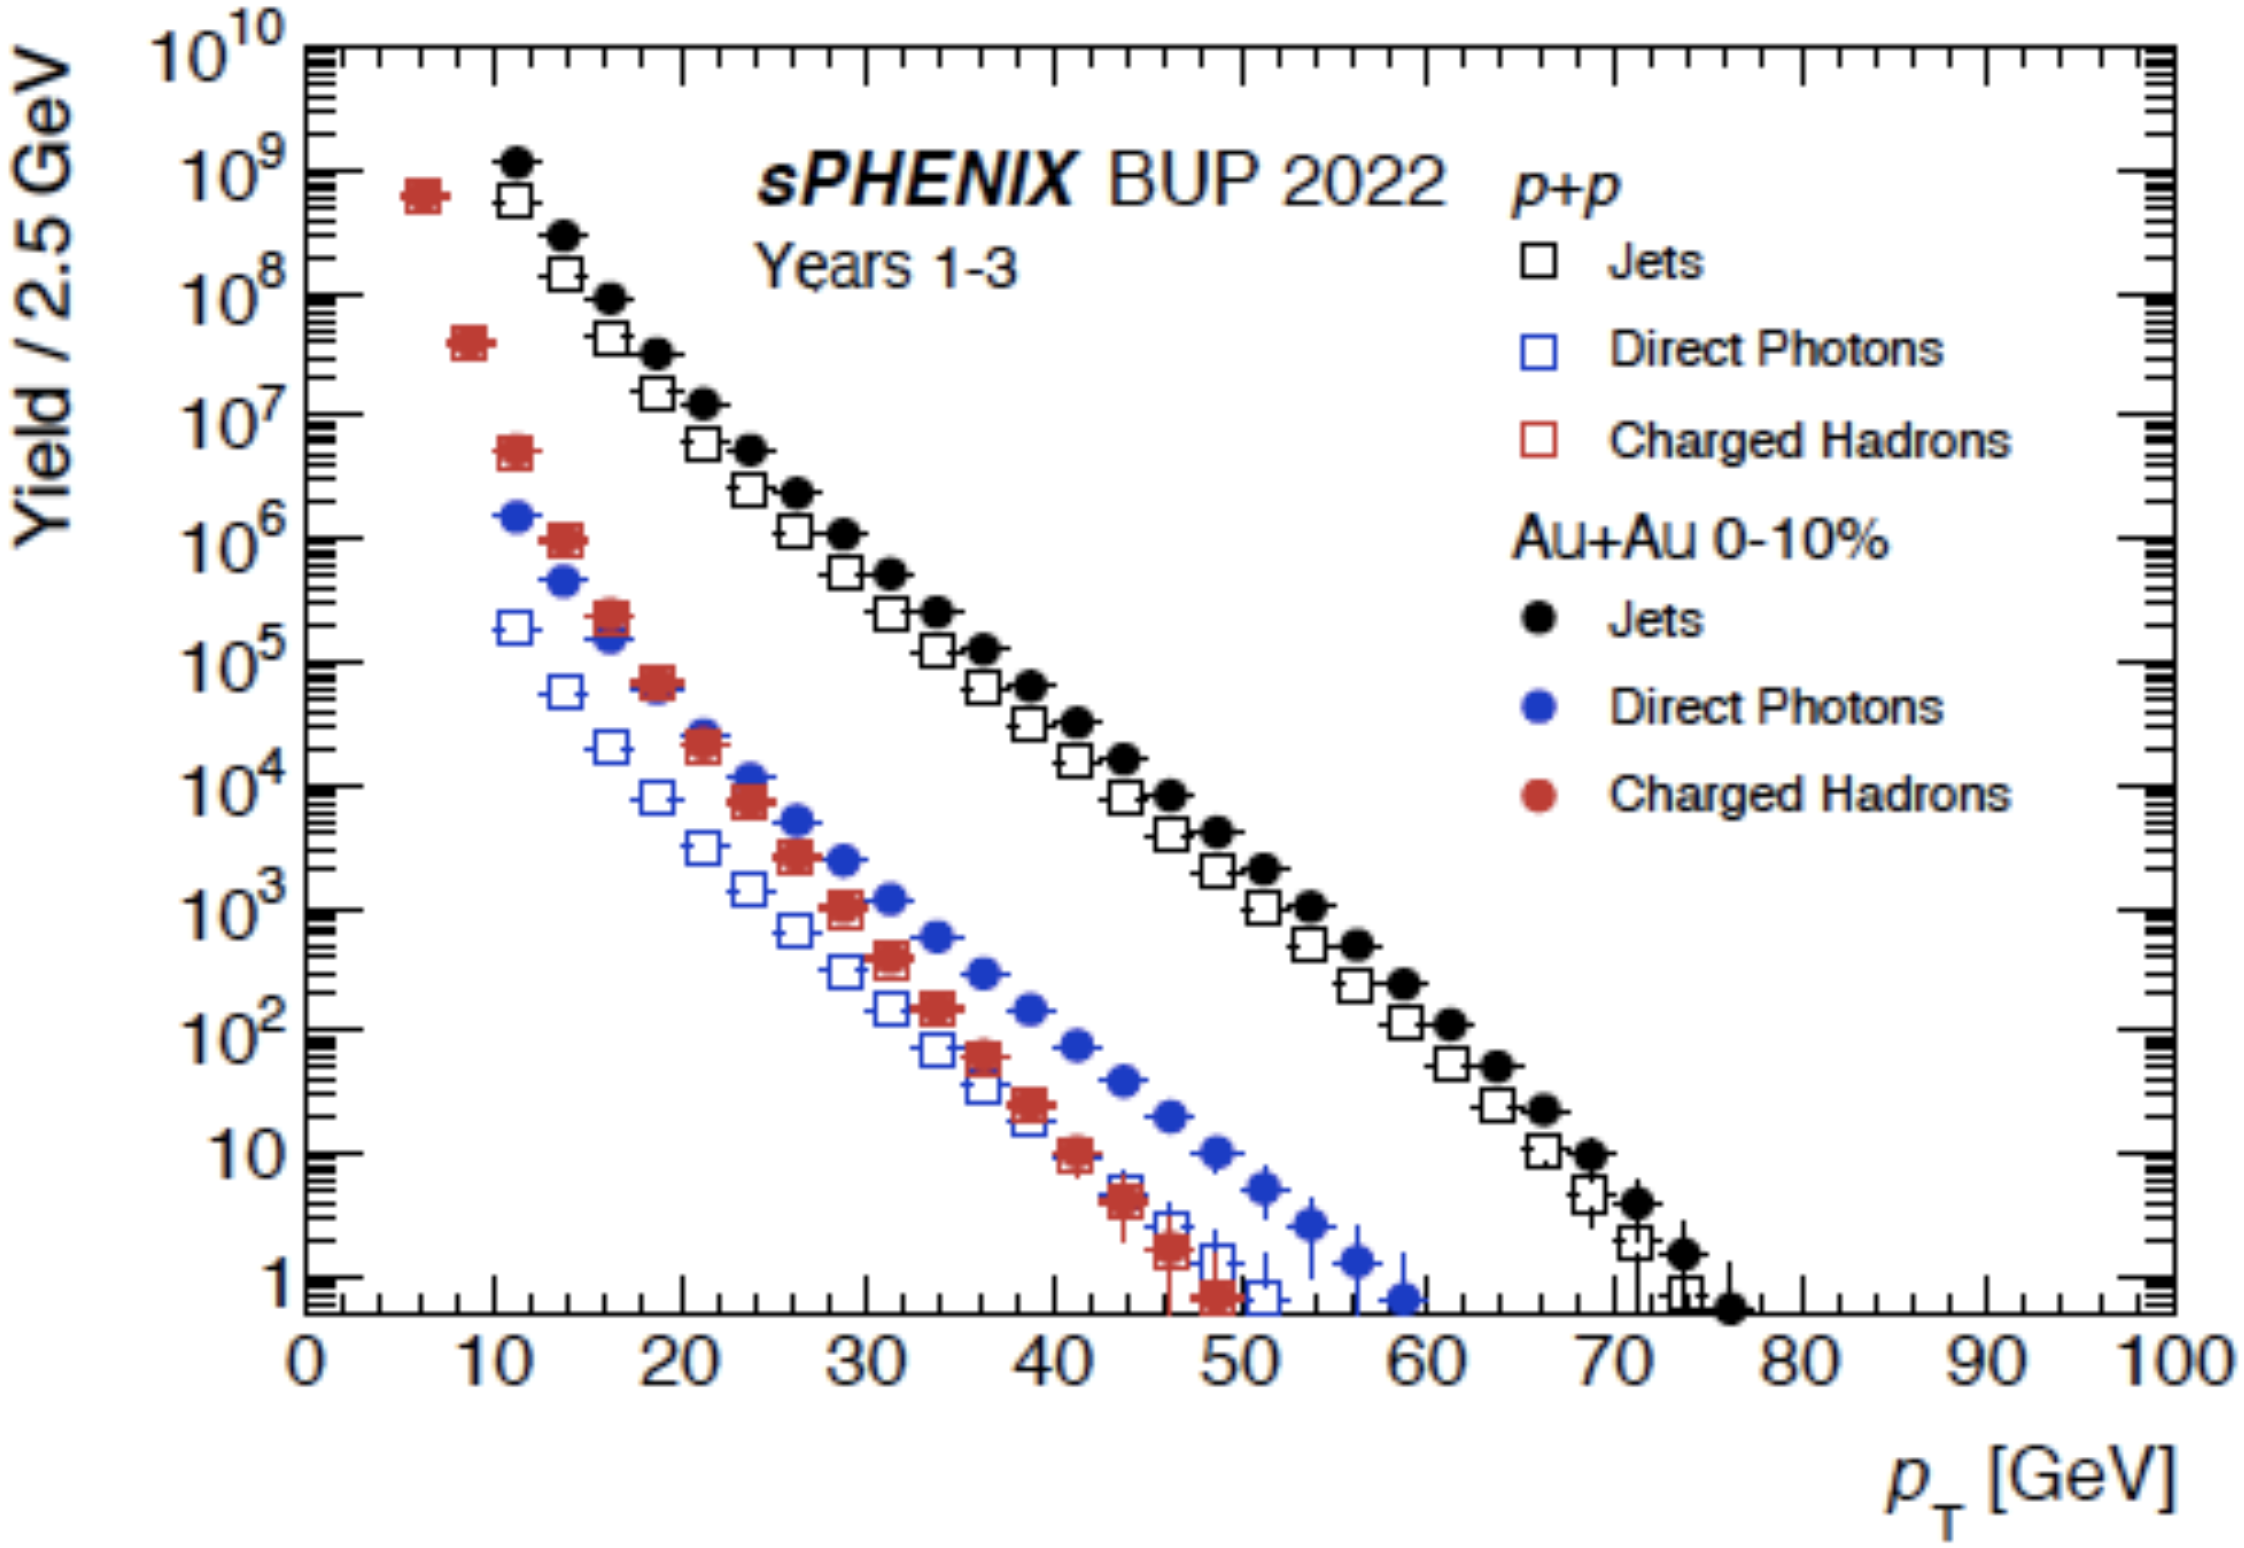 Yield / 2.5 GeV
10^10
10^9
10^8
10^7
10^6
10^5
10^4
10^3
10^2
10
1
sPHENIX BUP 2022
Years 1-3
p+p
Jets
Direct Photons
Charged Hadrons
Au+Au 0-10%
Jets
Direct Photons
Charged Hadrons
0 10 20 30 40 50 60 70 80 90 100
p_T [GeV]